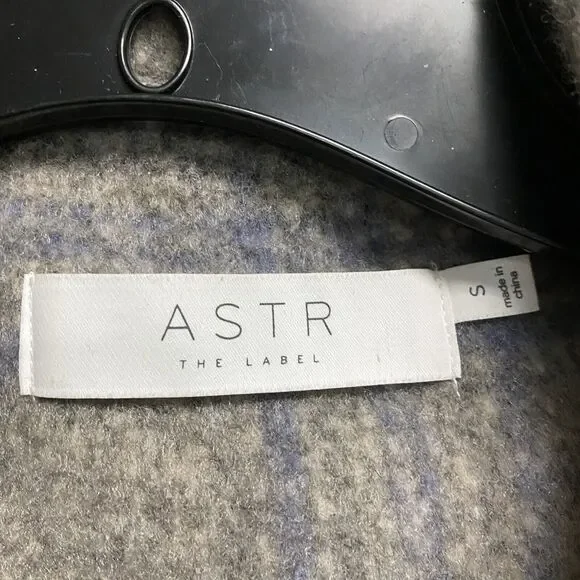 ASTR
THE LABEL
S
made in
china